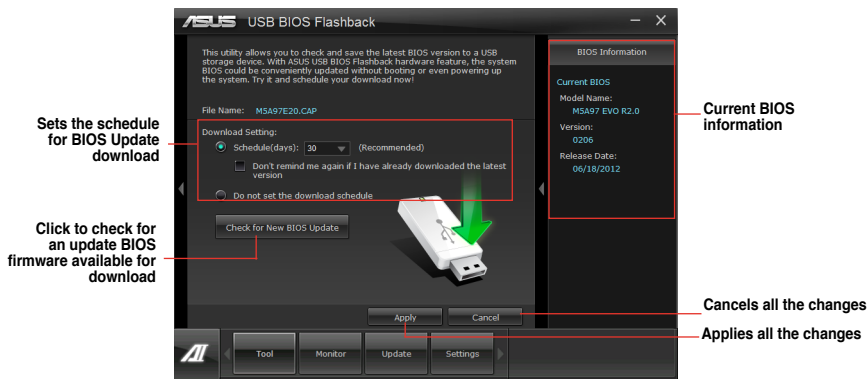 ASUS USB BIOS Flashback
This utility allows you to check and save the latest BIOS version to a USB
storage device. With ASUS USB BIOS Flashback hardware feature, the system
BIOS could be conveniently updated without booting or even powering up
the system. Try it and schedule your download now!
File Name: M5A97E20.CAP
Download Setting:
Schedule(days): 30 (Recommended)
Don't remind me again if I have already downloaded the latest
version
Do not set the download schedule
Check for New BIOS Update
Apply
Cancel
BIOS Information
Current BIOS
Model Name:
M5A97 EVO R2.0
Version:
0206
Release Date:
06/18/2012
Tool
Monitor
Update
Settings
Sets the schedule
for BIOS Update
download
Click to check for
an update BIOS
firmware available for
download
Current BIOS
information
Cancels all the changes
Applies all the changes